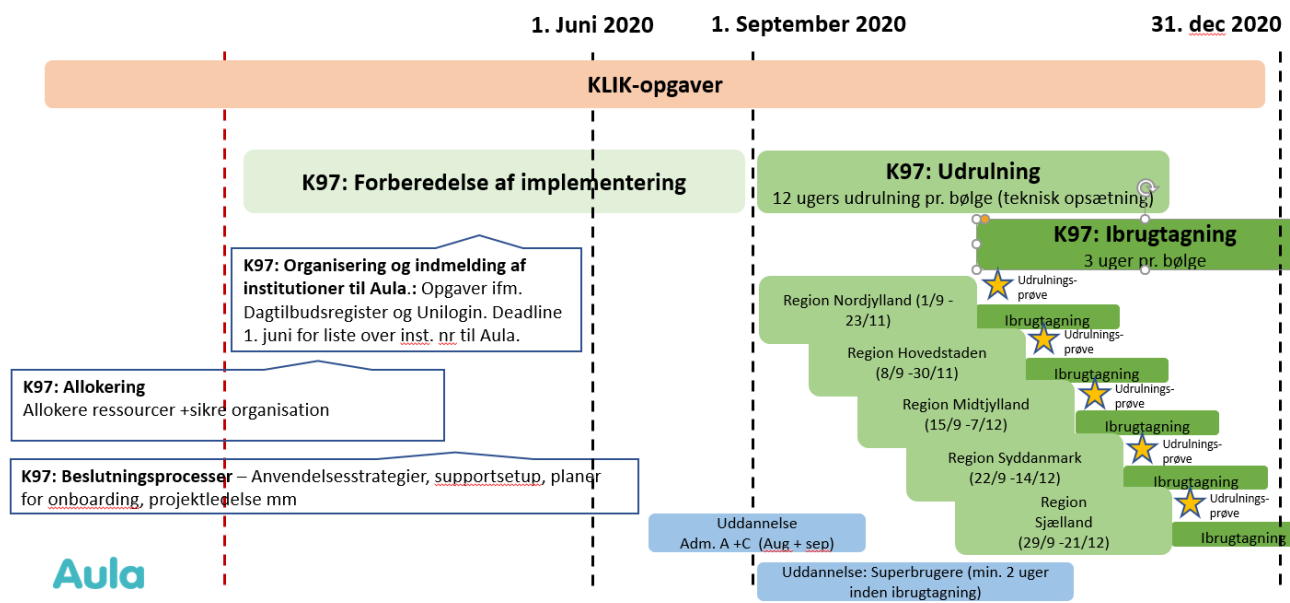 1. Juni 2020
1. September 2020
31. dec 2020
KLIK-opgaver
K97: Forberedelse af implementering
K97: Udrulning
12 ugers udrulning pr. bølge (teknisk opsætning)
K97: Ibrugtagning
3 uger pr. bølge
K97: Organisering og indmelding af
institutioner til Aula.: Opgaver ifm.
Dagtilbudsregister og Unilogin. Deadline
1. juni for liste over inst. nr til Aula.
K97: Allokering
Allokere ressourcer +sikre organisation
K97: Beslutningsprocesser – Anvendelsesstrategier, supportsetup, planer
for onboarding, projektledelse mm
Region Nordjylland (1/9 -
23/11)
Udrulnings-
prøve
Ibrugtagning
Region Hovedstaden
(8/9 -30/11)
Udrulnings-
prøve
Ibrugtagning
Region Midtjylland
(15/9 -7/12)
Udrulnings-
prøve
Ibrugtagning
Region Syddanmark
(22/9 -14/12)
Udrulnings-
prøve
Ibrugtagning
Region
Sjælland
(29/9 -21/12)
Udrulnings-
prøve
Ibrugtagning
Uddannelse
Adm. A +C (Aug + sep)
Uddannelse: Superbrugere (min. 2 uger
inden ibrugtagning)
Aula